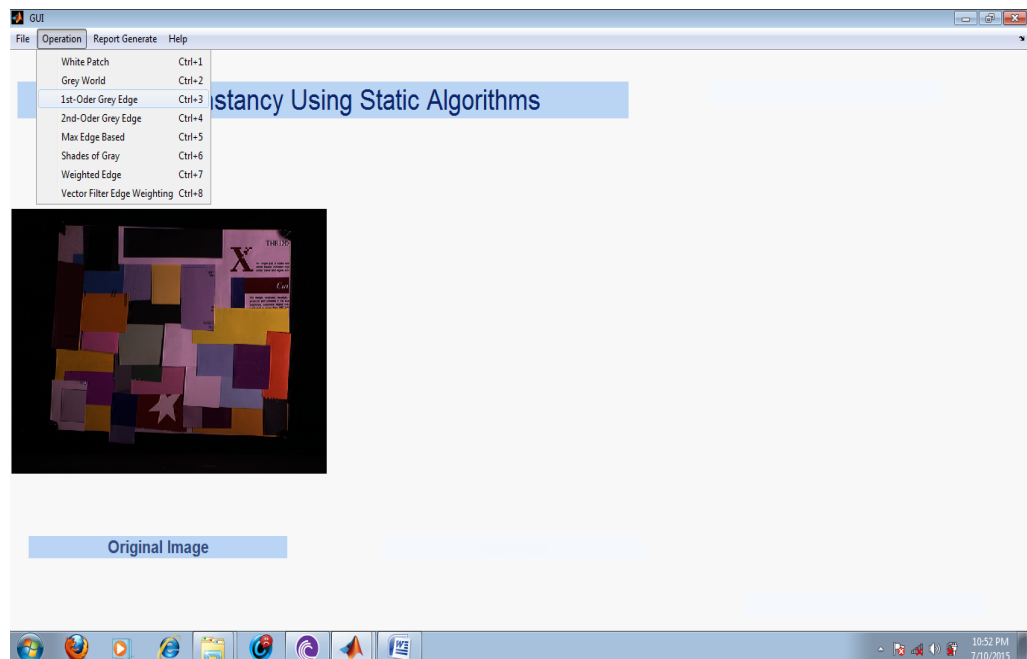 GUI
File Operation Report Generate Help
White Patch Ctrl+1
Grey World Ctrl+2
1st-Oder Grey Edge Ctrl+3
2nd-Oder Grey Edge Ctrl+4
Max Edge Based Ctrl+5
Shades of Gray Ctrl+6
Weighted Edge Ctrl+7
Vector Filter Edge Weighting Ctrl+8
nstancy Using Static Algorithms
X
Original Image
10:52 PM
7/10/2015